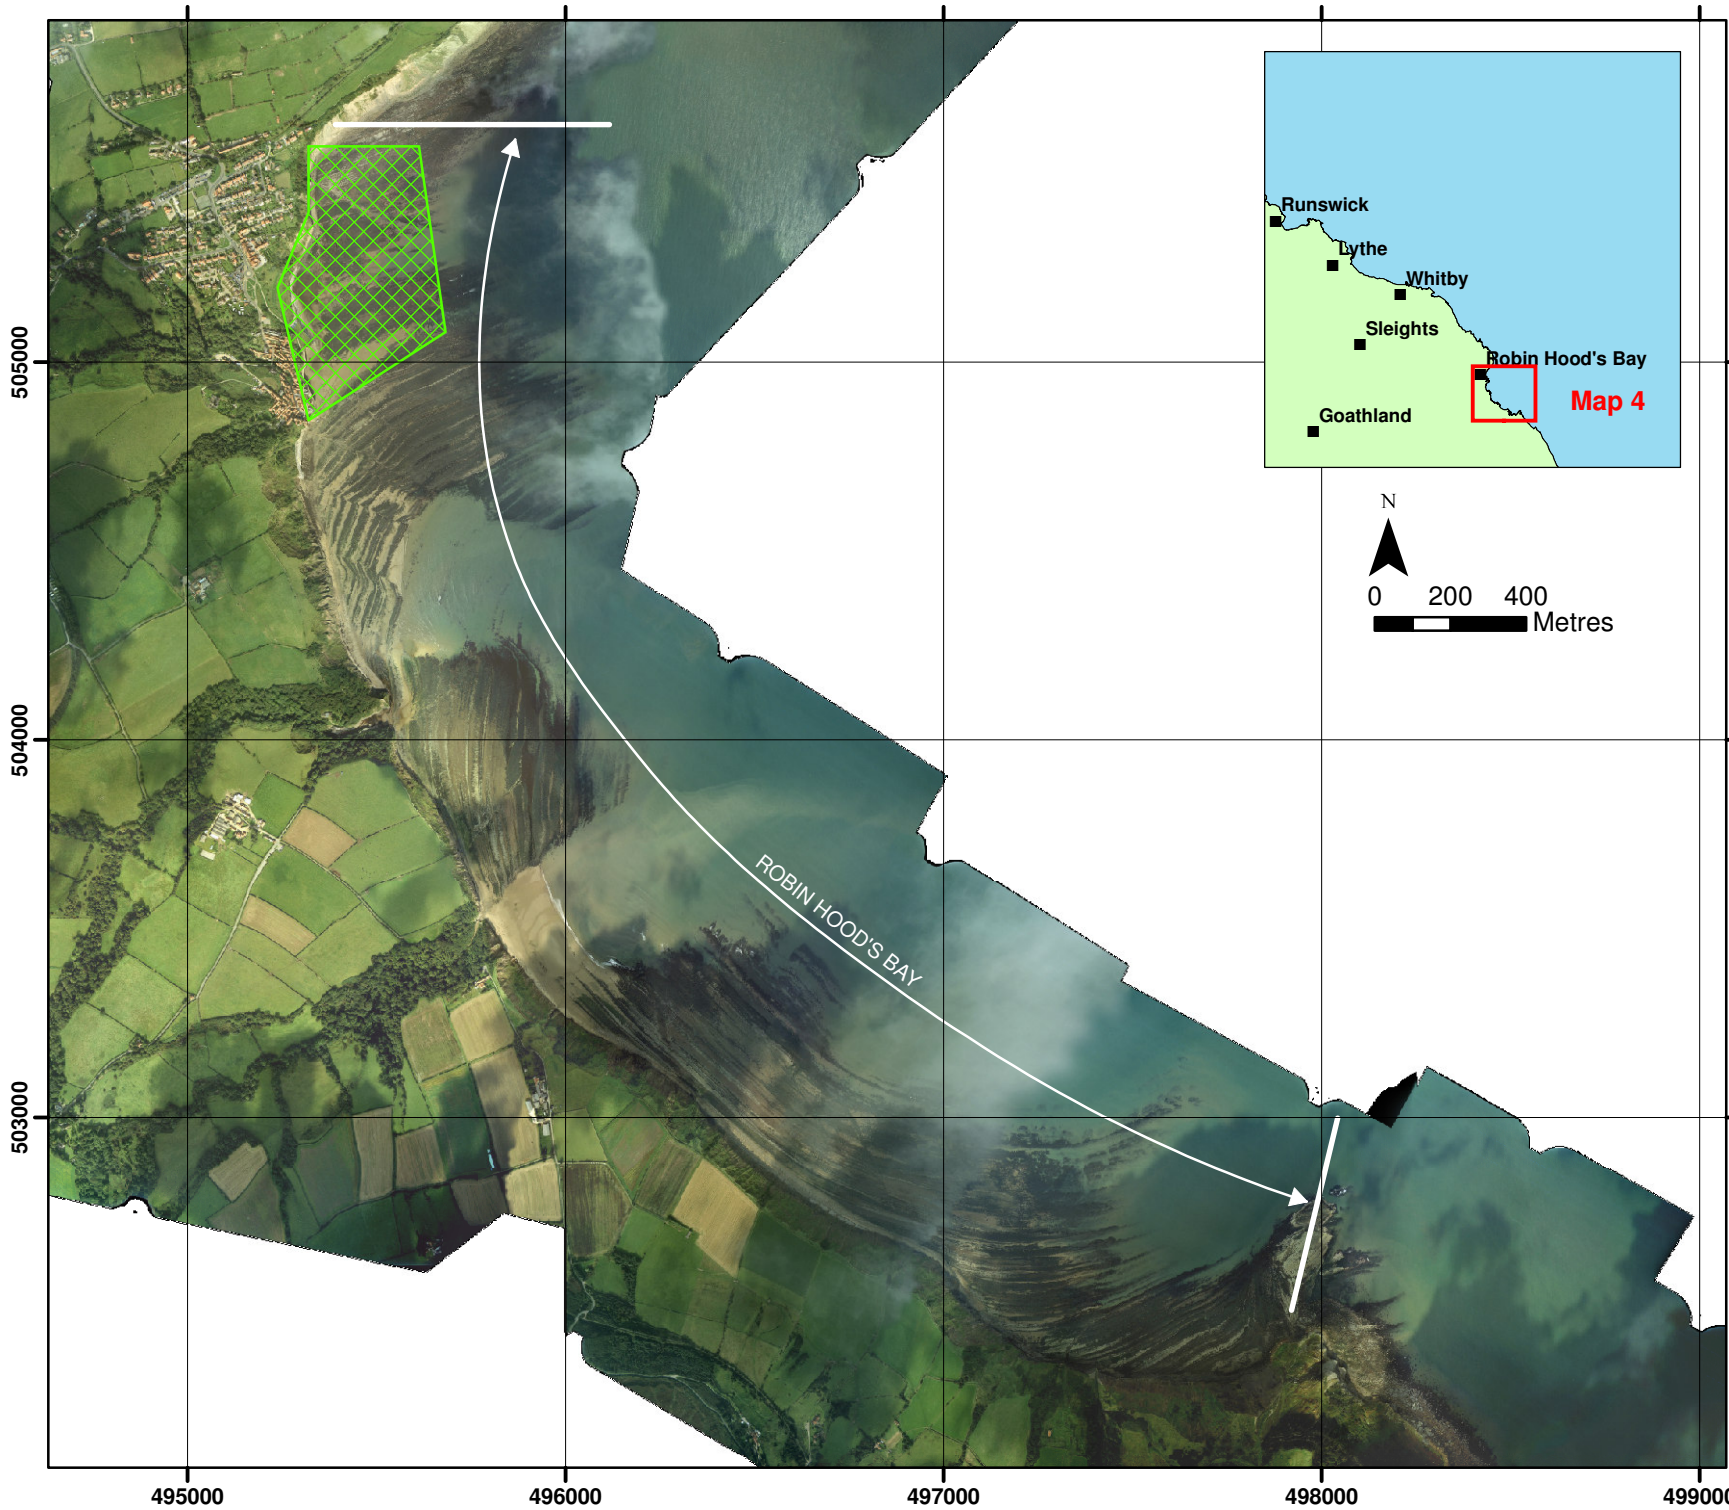 Runswick
Lythe
Whitby
Sleights
Robin Hood's Bay
Map 4
Goathland
N
0 200 400
Metres
ROBIN HOOD'S BAY
505000
504000
503000
495000 496000 497000 498000 499000